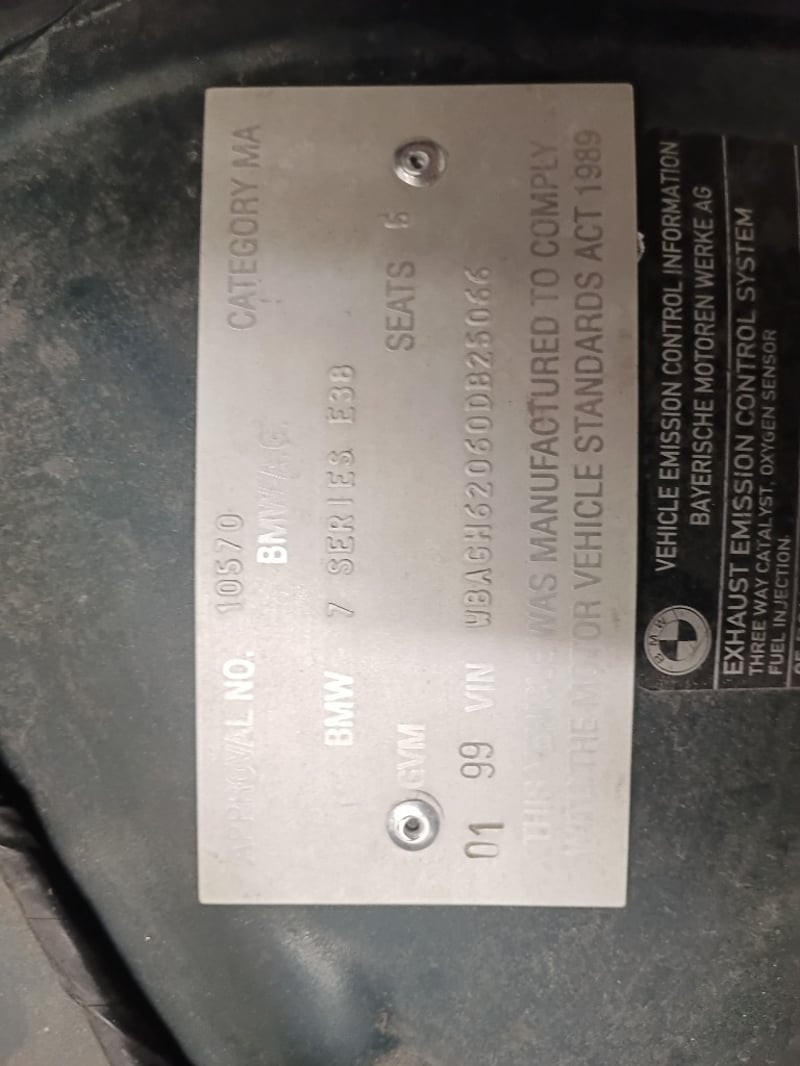 APPROVAL NO. 10570 CATEGORY MA
BMW A.G.
BMW 7 SERIES E38
GVM SEATS 5
01 99 VIN WBAGH62060DB25066
THIS VEHICLE WAS MANUFACTURED TO COMPLY
WITH THE MOTOR VEHICLE STANDARDS ACT 1989
BMW
VEHICLE EMISSION CONTROL INFORMATION
BAYERISCHE MOTOREN WERKE AG
EXHAUST EMISSION CONTROL SYSTEM
THREE WAY CATALYST, OXYGEN SENSOR
FUEL INJECTION.